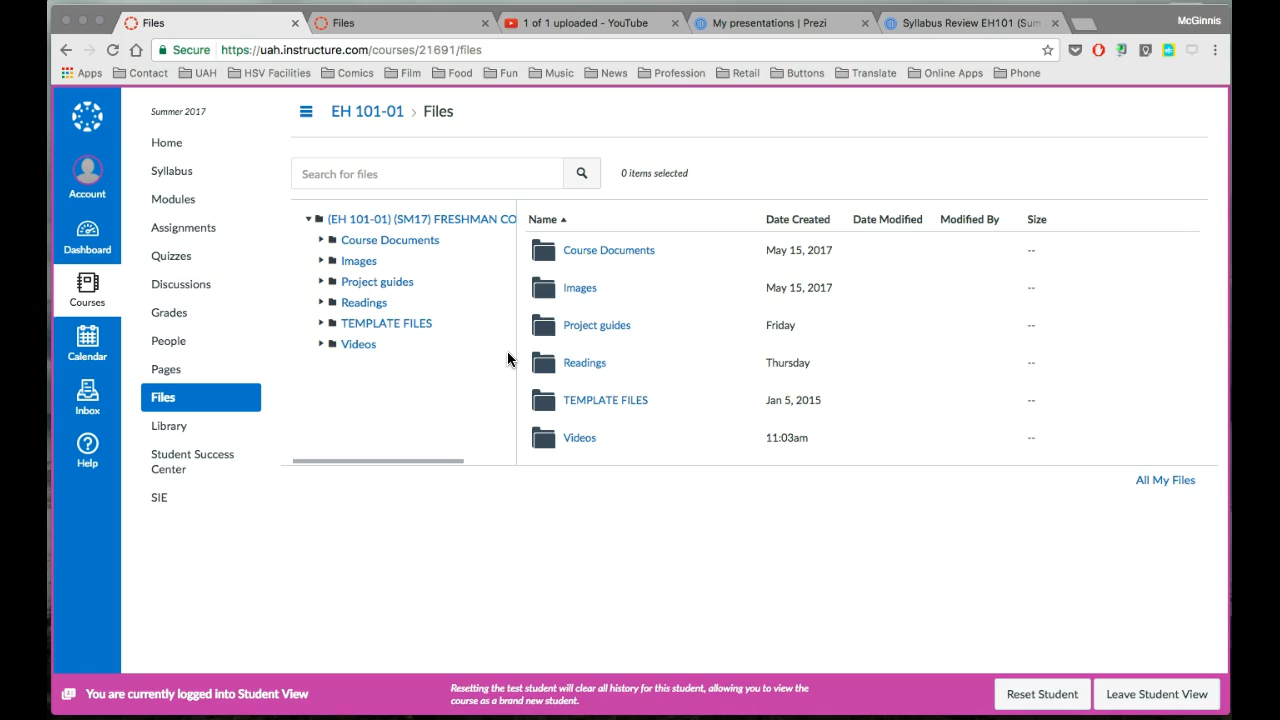 Files
Files
1 of 1 uploaded - YouTube
My presentations | Prezi
Syllabus Review EH101 (Sum
McGinnis
Secure
https://uah.instructure.com/courses/21691/files
Apps
Contact
UAH
HSV Facilities
Comics
Film
Food
Fun
Music
News
Profession
Retail
Buttons
Translate
Online Apps
Phone
Account
Dashboard
Courses
Calendar
Inbox
Help
Summer 2017
Home
Syllabus
Modules
Assignments
Quizzes
Discussions
Grades
People
Pages
Files
Library
Student Success
Center
SIE
EH 101-01 › Files
Search for files
0 items selected
(EH 101-01) (SM17) FRESHMAN CO
Course Documents
Images
Project guides
Readings
TEMPLATE FILES
Videos
Name Date Created Date Modified Modified By Size
Course Documents May 15, 2017 --
Images May 15, 2017 --
Project guides Friday --
Readings Thursday --
TEMPLATE FILES Jan 5, 2015 --
Videos 11:03am --
All My Files
You are currently logged into Student View
Resetting the test student will clear all history for this student, allowing you to view the
course as a brand new student.
Reset Student
Leave Student View